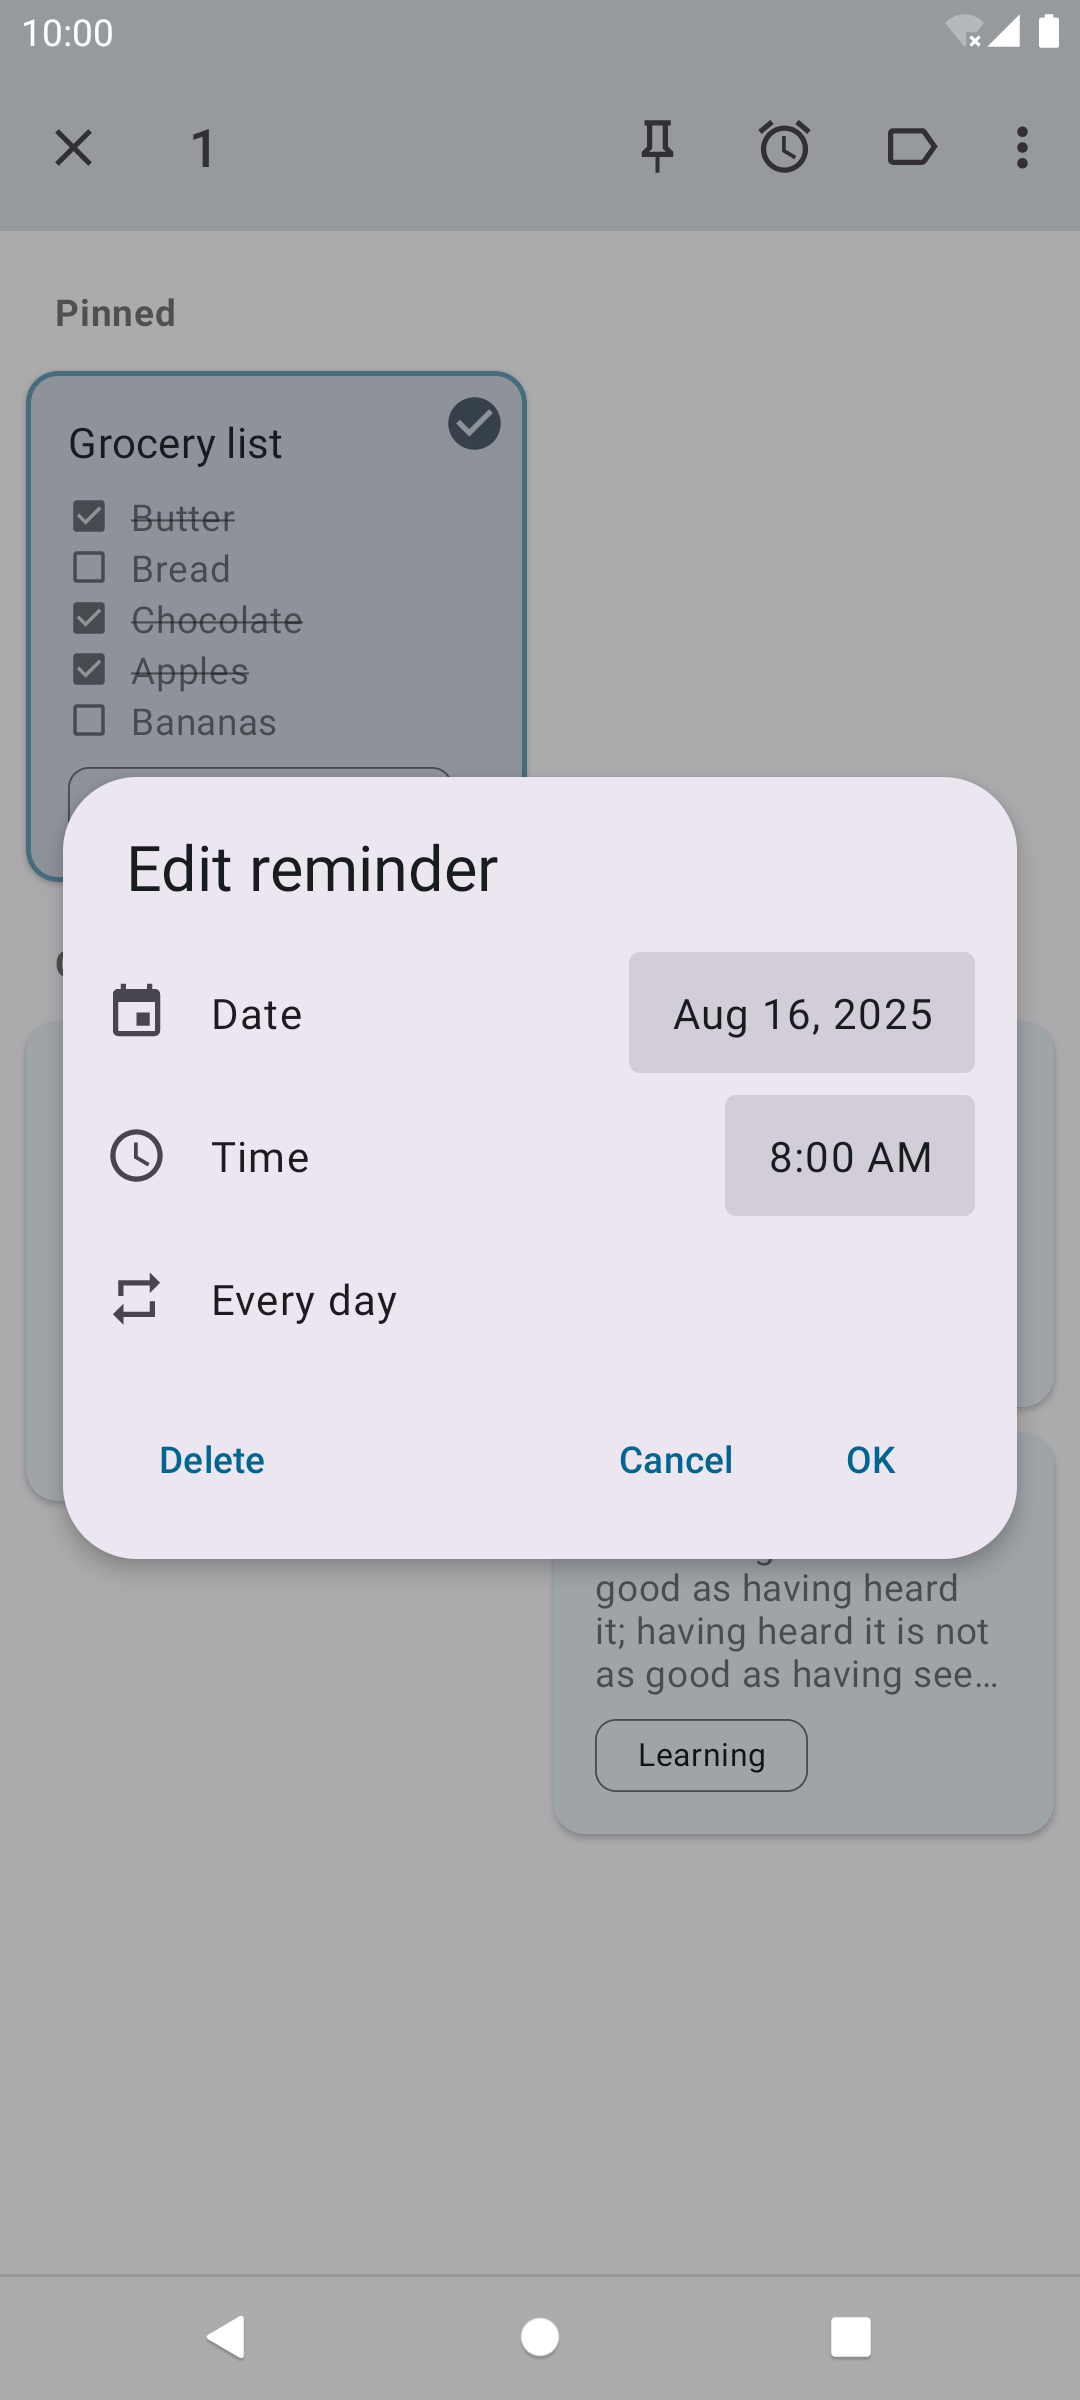 10:00
1
Pinned
Grocery list
Butter
Bread
Chocolate
Apples
Bananas
Edit reminder
Date
Aug 16, 2025
Time
8:00 AM
Every day
Delete
Cancel
OK
good as having heard
it; having heard it is not
as good as having see…
Learning